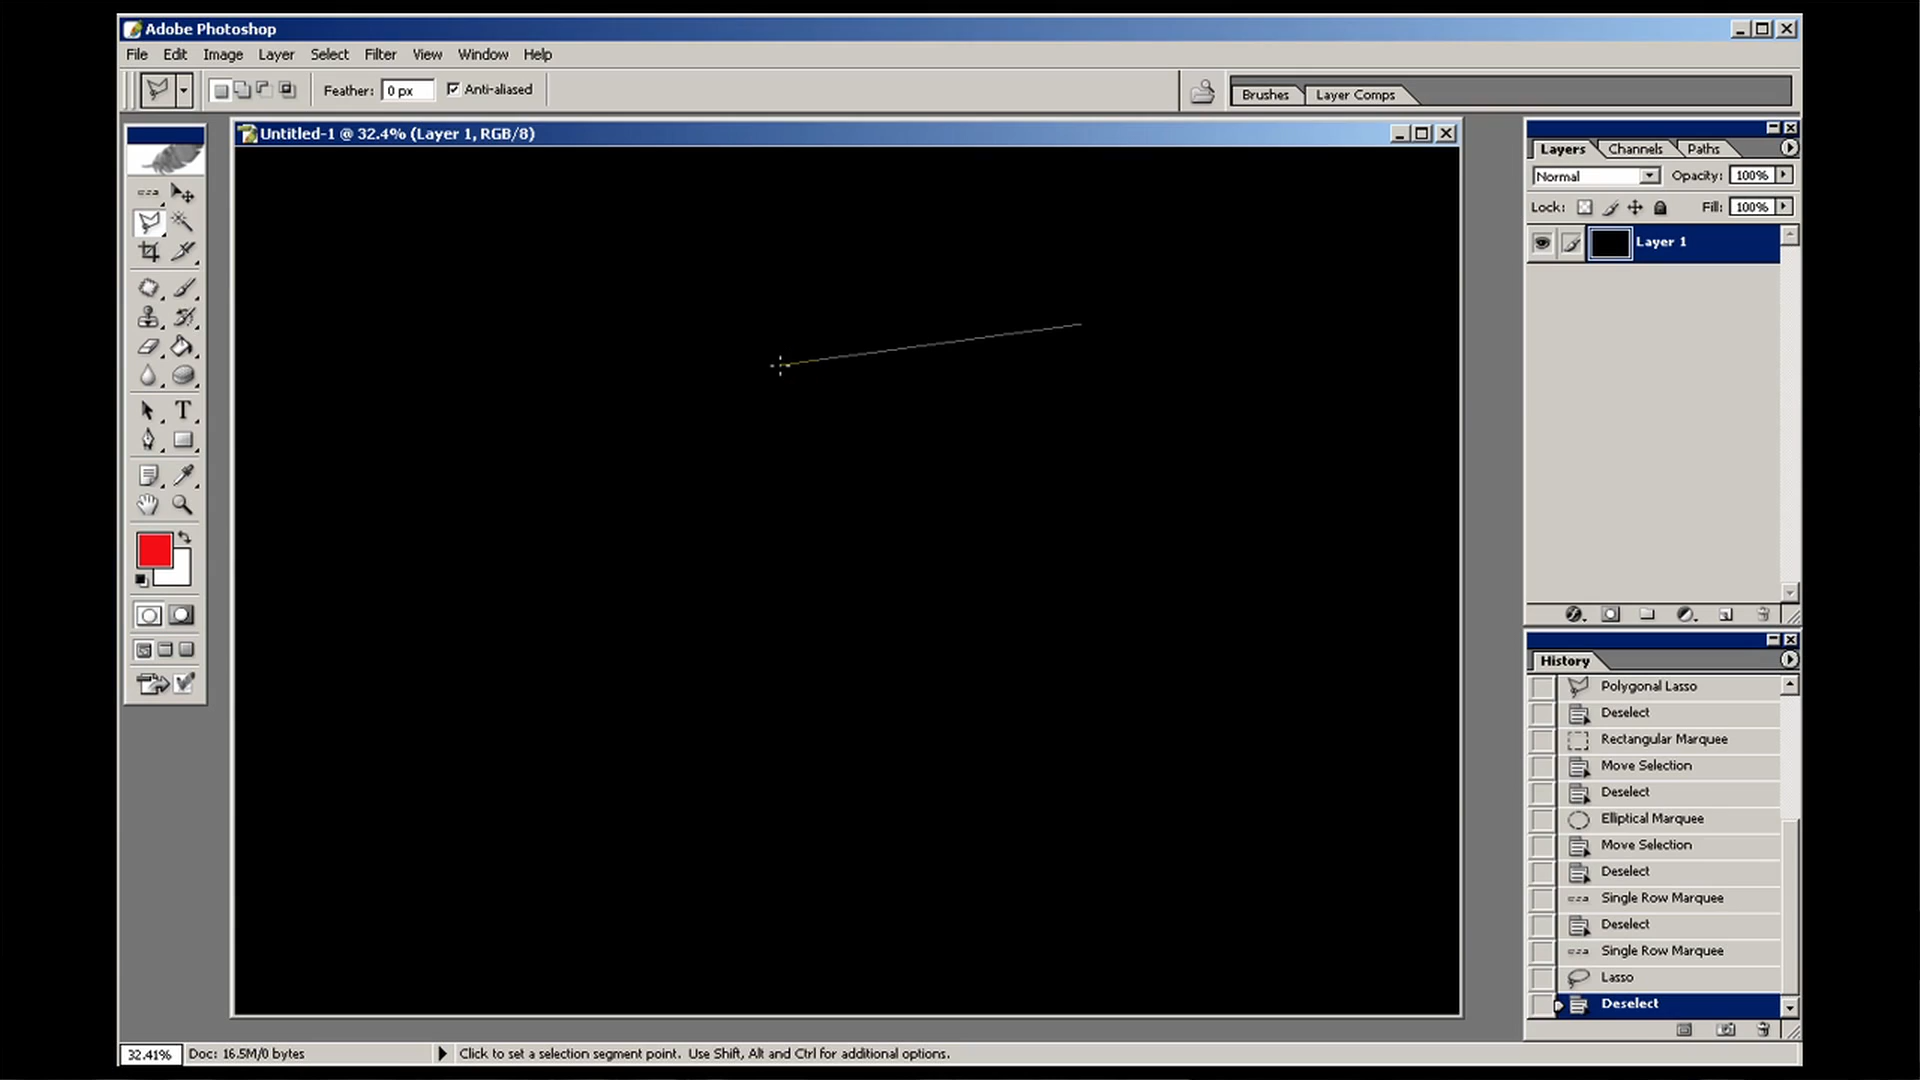 Adobe Photoshop
File Edit Image Layer Select Filter View Window Help
Feather: 0 px Anti-aliased
Brushes Layer Comps
Untitled-1 @ 32.4% (Layer 1, RGB/8)
Layers Channels Paths
Normal Opacity: 100%
Lock: Fill: 100%
Layer 1
T
History
Polygonal Lasso
Deselect
Rectangular Marquee
Move Selection
Deselect
Elliptical Marquee
Move Selection
Deselect
Single Row Marquee
Deselect
Single Row Marquee
Lasso
Deselect
32.41% Doc: 16.5M/0 bytes Click to set a selection segment point. Use Shift, Alt and Ctrl for additional options.